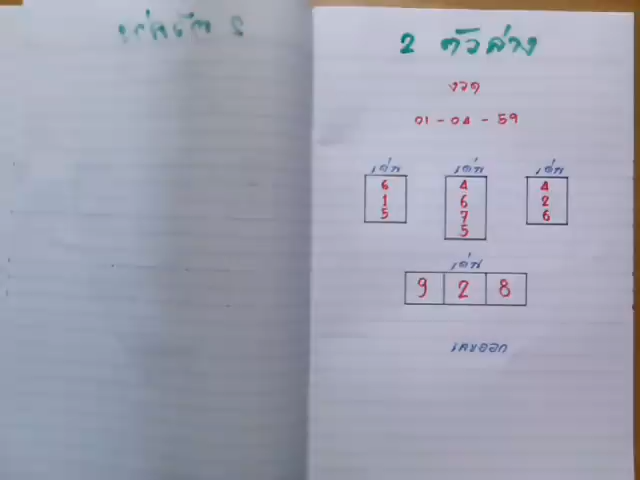 2 ตัวล่าง
งวด
01 - 04 - 59
เด่น เด่น เด่น
6 4 4
1 6 2
5 7 6
5
เด่น
9 2 8
เลขออก